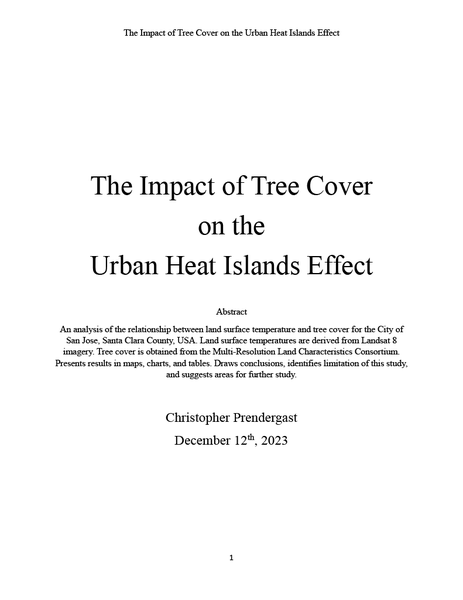 The Impact of Tree Cover on the Urban Heat Islands Effect
The Impact of Tree Cover
on the
Urban Heat Islands Effect
Abstract
An analysis of the relationship between land surface temperature and tree cover for the City of
San Jose, Santa Clara County, USA. Land surface temperatures are derived from Landsat 8
imagery. Tree cover is obtained from the Multi-Resolution Land Characteristics Consortium.
Presents results in maps, charts, and tables. Draws conclusions, identifies limitation of this study,
and suggests areas for further study.
Christopher Prendergast
December 12th, 2023
1